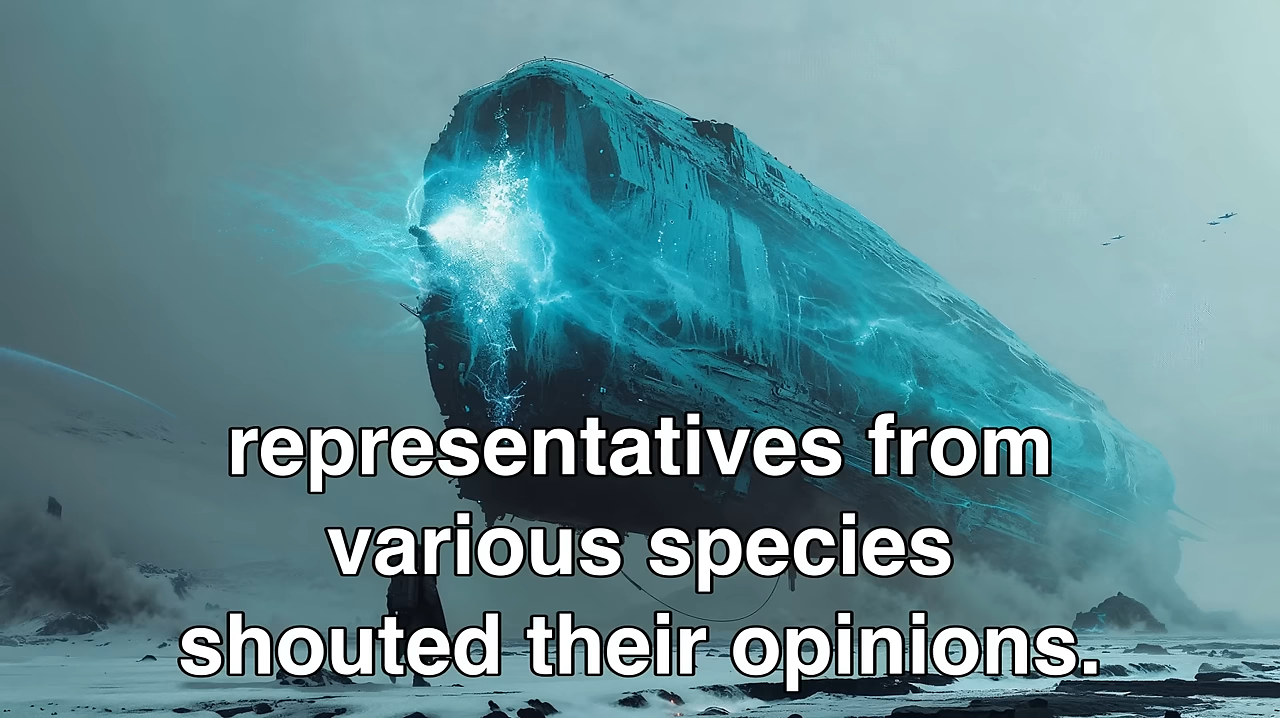 representatives from
various species
shouted their opinions.